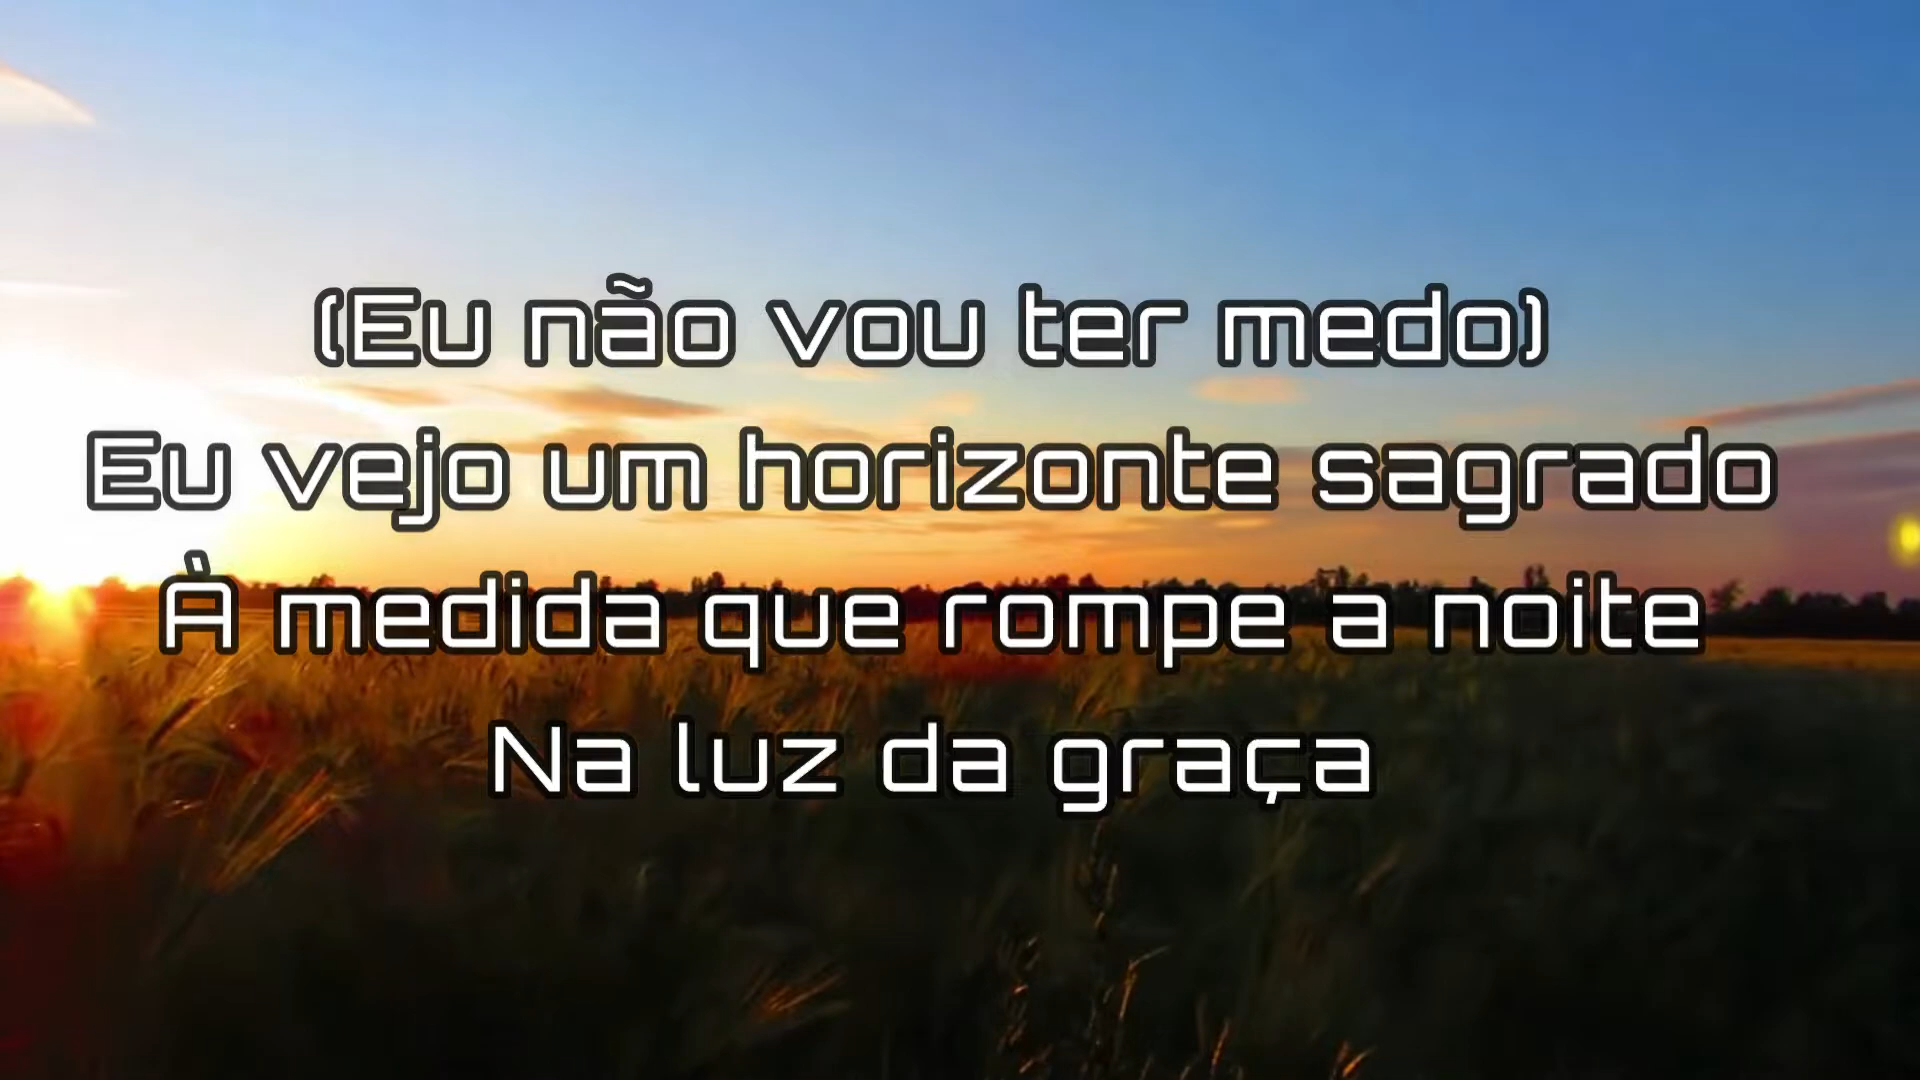 (Eu não vou ter medo)
Eu vejo um horizonte sagrado
À medida que rompe a noite
Na luz da graça